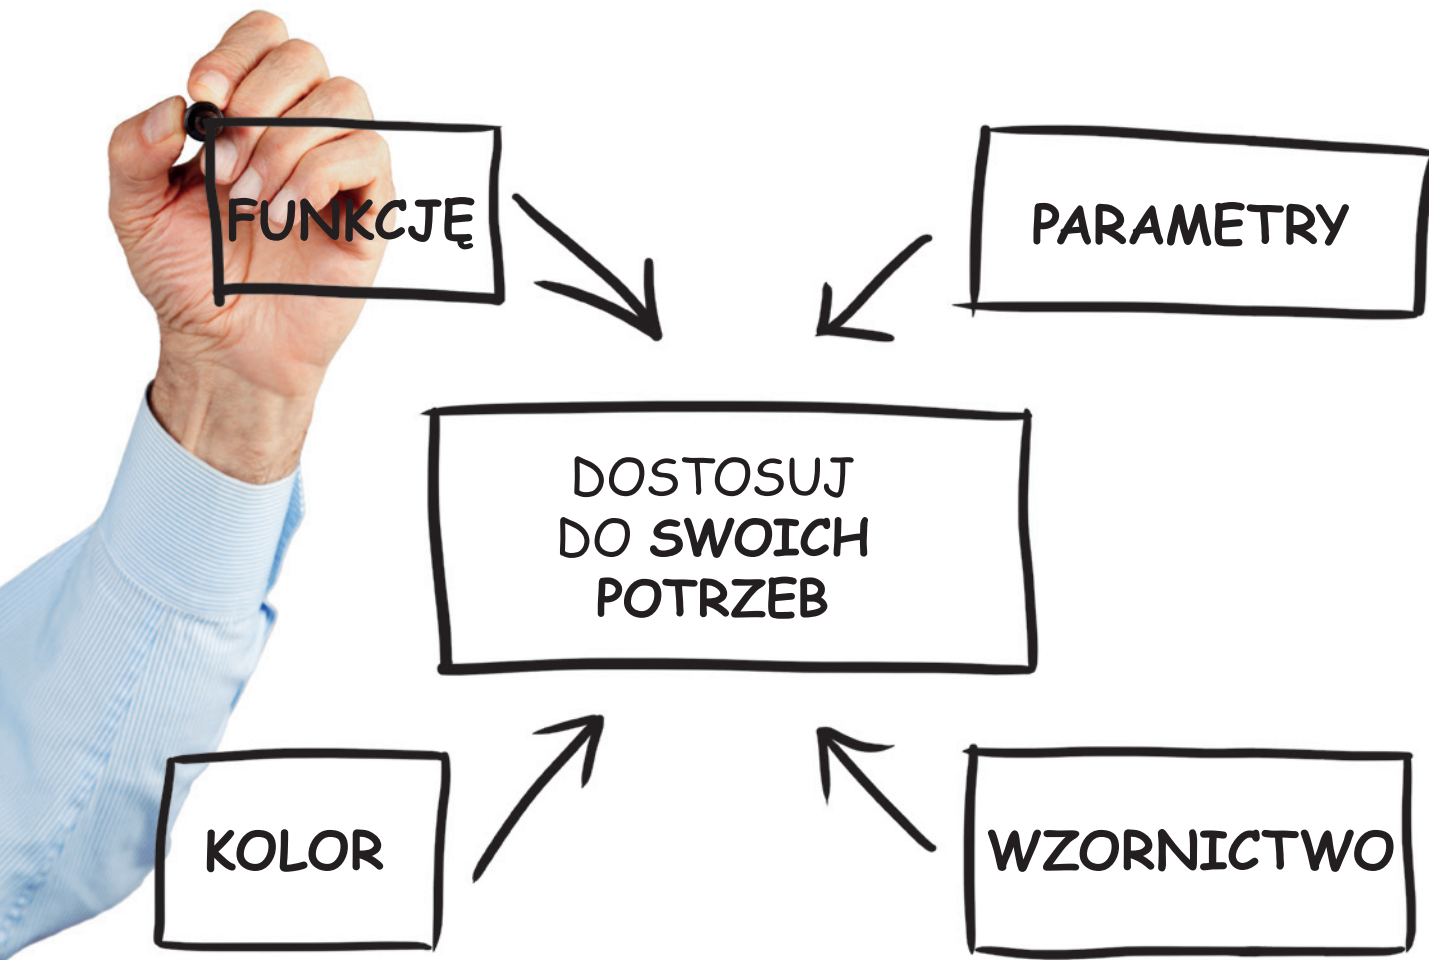 FUNKCJĘ
PARAMETRY
DOSTOSUJ
DO SWOICH
POTRZEB
KOLOR
WZORNICTWO